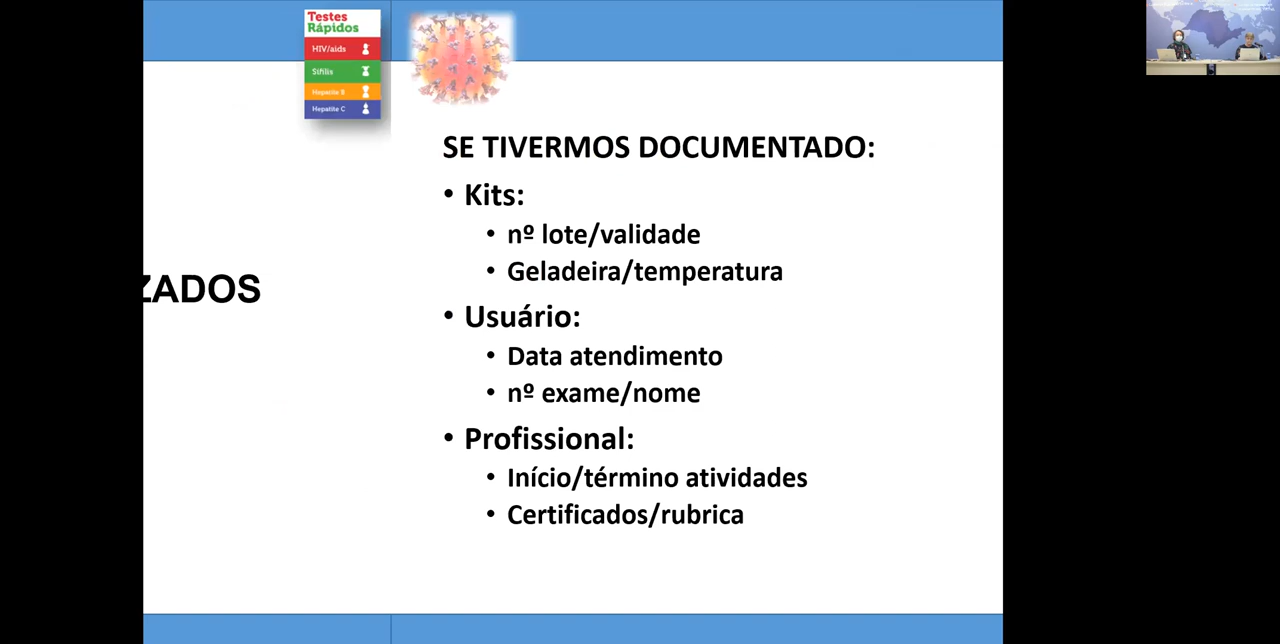 Testes
Rápidos
HIV/aids
Sífilis
Hepatite B
Hepatite C
ZADOS
SE TIVERMOS DOCUMENTADO:
• Kits:
• nº lote/validade
• Geladeira/temperatura
• Usuário:
• Data atendimento
• nº exame/nome
• Profissional:
• Início/término atividades
• Certificados/rubrica